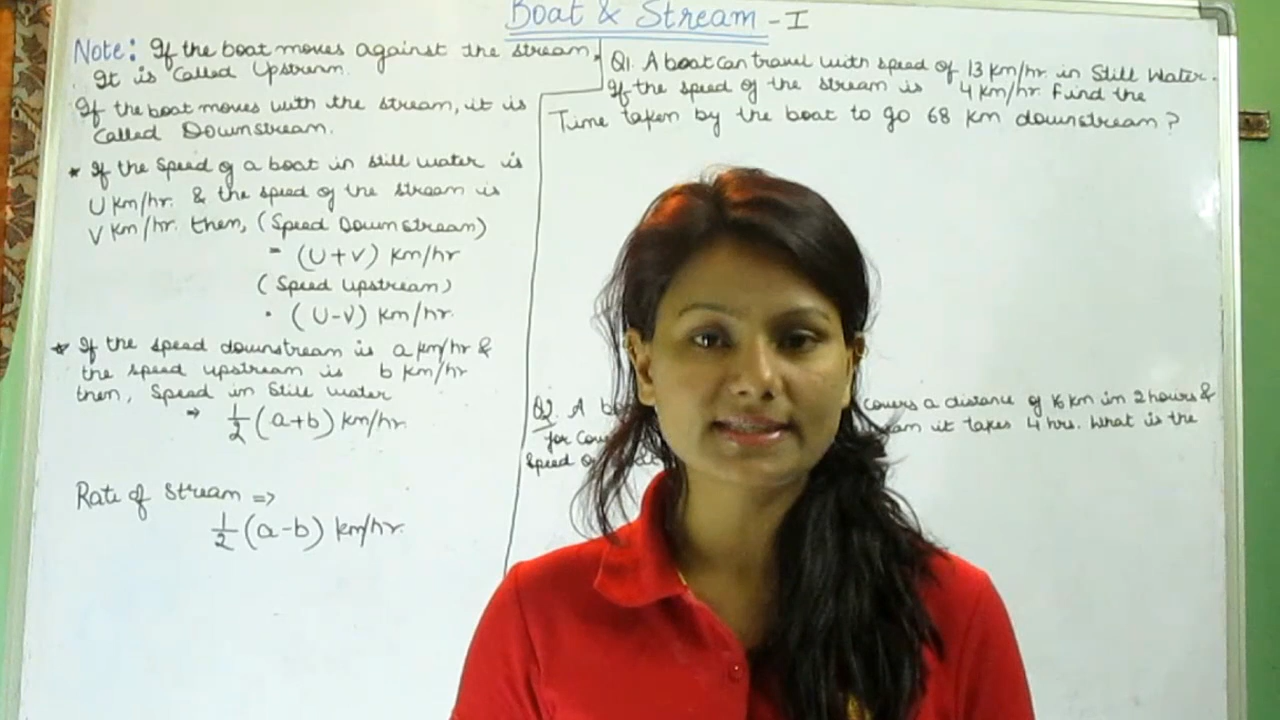 Boat & Stream - I
Note: If the boat moves against the stream,
It is called Upstream.
If the boat moves with the stream, it is
called Downstream.
* If the Speed of a boat in still water is
U km/hr. & the speed of the stream is
V km/hr. then, (Speed Downstream)
= (U+V) km/hr
(Speed Upstream)
• (U-V) km/hr.
* If the speed downstream is a km/hr &
the speed upstream is b km/hr
then, Speed in Still water
⇒ 1/2 (a+b) km/hr.
Rate of Stream ⇒
1/2 (a-b) km/hr.
Q1. A boat can travel with speed of 13 km/hr. in Still Water.
If the speed of the stream is 4 km/hr. Find the
Time taken by the boat to go 68 km downstream?
Q2. A covers a distance of 16 km in 2 hours &
for it takes 4 hrs. What is the
Speed